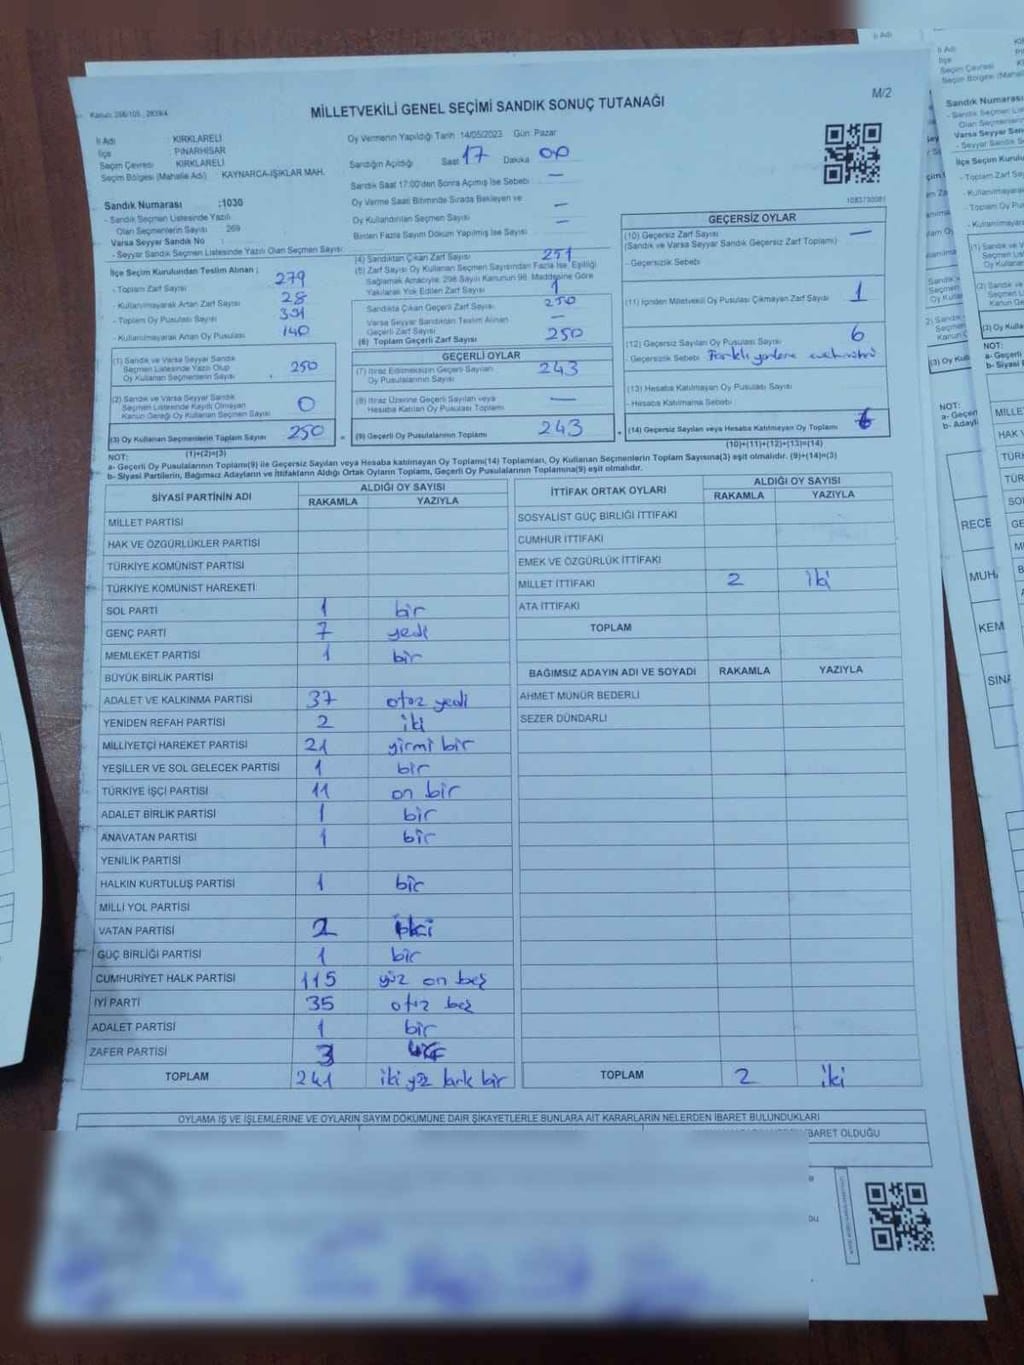 Kanun: 298/105, 2839/4
M/2
MİLLETVEKİLİ GENEL SEÇİMİ SANDIK SONUÇ TUTANAĞI
İl Adı KIRKLARELİ
İlçe PINARHİSAR
Seçim Çevresi KIRKLARELİ
Seçim Bölgesi (Mahalle Adı) KAYNARCA-IŞIKLAR MAH.
Sandık Numarası :1030
- Sandık Seçmen Listesinde Yazılı
Olan Seçmenlerin Sayısı 269
Varsa Seyyar Sandık No
- Seyyar Sandık Seçmen Listesinde Yazılı Olan Seçmen Sayısı:
İlçe Seçim Kurulundan Teslim Alınan ;
- Toplam Zarf Sayısı 279
- Kullanılmayarak Artan Zarf Sayısı 28
- Toplam Oy Pusulası Sayısı 391
- Kullanılmayarak Artan Oy Pusulası 140
(1) Sandık ve Varsa Seyyar Sandık
Seçmen Listesinde Yazılı Olup
Oy Kullanan Seçmenlerin Sayısı 250
(2) Sandık ve Varsa Seyyar Sandık
Seçmen Listesinde Kayıtlı Olmayan
Kanun Gereği Oy Kullanan Seçmen Sayısı 0
(3) Oy Kullanan Seçmenlerin Toplam Sayısı 250
(1)+(2)=(3)
Oy Vermenin Yapıldığı Tarih :14/05/2023 Gün: Pazar
Sandığın Açıldığı Saat 17 Dakika 00
Sandık Saat 17:00'den Sonra Açılmış İse Sebebi —
Oy Verme Saati Bitiminde Sırada Bekleyen ve
Oy Kullandırılan Seçmen Sayısı —
Birden Fazla Sayım Döküm Yapılmış İse Sayısı —
(4) Sandıktan Çıkan Zarf Sayısı 251
(5) Zarf Sayısı Oy Kullanan Seçmen Sayısından Fazla İse, Eşitliği
Sağlamak Amacıyla; 298 Sayılı Kanunun 98. Maddesine Göre
Yakılarak Yok Edilen Zarf Sayısı 1
Sandıkta Çıkan Geçerli Zarf Sayısı 250
Varsa Seyyar Sandıktan Teslim Alınan
Geçerli Zarf Sayısı —
(6) Toplam Geçerli Zarf Sayısı 250
GEÇERLİ OYLAR
(7) İtiraz Edilmeksizin Geçerli Sayılan
Oy Pusulalarının Sayısı 243
(8) İtiraz Üzerine Geçerli Sayılan veya
Hesaba Katılan Oy Pusulası Toplamı —
= (9) Geçerli Oy Pusulalarının Toplamı 243
1083730081
GEÇERSİZ OYLAR
(10) Geçersiz Zarf Sayısı —
(Sandık ve Varsa Seyyar Sandık Geçersiz Zarf Toplamı)
- Geçersizlik Sebebi
(11) İçinden Milletvekili Oy Pusulası Çıkmayan Zarf Sayısı 1
(12) Geçersiz Sayılan Oy Pusulası Sayısı 6
- Geçersizlik Sebebi Farklı yerlere
(13) Hesaba Katılmayan Oy Pusulası Sayısı
- Hesaba Katılmama Sebebi
+ (14) Geçersiz Sayılan veya Hesaba Katılmayan Oy Toplamı
(10)+(11)+(12)+(13)=(14)
NOT:
a- Geçerli Oy Pusulaları Toplamı(9) ile Geçersiz Sayılan veya Hesaba katılmayan Oy Toplamı(14) Toplamları, Oy Kullanan Seçmenlerin Toplam Sayısına(3) eşit olmalıdır. (9)+(14)=(3)
b- Siyasi Partilerin, Bağımsız Adayların ve İttifakların Aldığı Oyların Toplamı, Geçerli Oy Pusulalarının Toplamına(9) eşit olmalıdır.
SİYASİ PARTİNİN ADI ALDIĞI OY SAYISI
RAKAMLA YAZIYLA
MİLLET PARTİSİ
HAK VE ÖZGÜRLÜKLER PARTİSİ
TÜRKİYE KOMÜNİST PARTİSİ
TÜRKİYE KOMÜNİST HAREKETİ
SOL PARTİ 1 bir
GENÇ PARTİ 7 yedi
MEMLEKET PARTİSİ 1 bir
BÜYÜK BİRLİK PARTİSİ
ADALET VE KALKINMA PARTİSİ 37 otuz yedi
YENİDEN REFAH PARTİSİ 2 iki
MİLLİYETÇİ HAREKET PARTİSİ 21 yirmi bir
YEŞİLLER VE SOL GELECEK PARTİSİ 1 bir
TÜRKİYE İŞÇİ PARTİSİ 11 on bir
ADALET BİRLİK PARTİSİ 1 bir
ANAVATAN PARTİSİ 1 bir
YENİLİK PARTİSİ
HALKIN KURTULUŞ PARTİSİ 1 bir
MİLLİ YOL PARTİSİ
VATAN PARTİSİ 2 iki
GÜÇ BİRLİĞİ PARTİSİ 1 bir
CUMHURİYET HALK PARTİSİ 115 yüz on beş
İYİ PARTİ 35 otuz beş
ADALET PARTİSİ 1 bir
ZAFER PARTİSİ 3
TOPLAM 241 iki yüz kırk bir
İTTİFAK ORTAK OYLARI ALDIĞI OY SAYISI
RAKAMLA YAZIYLA
SOSYALİST GÜÇ BİRLİĞİ İTTİFAKI
CUMHUR İTTİFAKI
EMEK VE ÖZGÜRLÜK İTTİFAKI
MİLLET İTTİFAKI 2 iki
ATA İTTİFAKI
TOPLAM
BAĞIMSIZ ADAYIN ADI VE SOYADI RAKAMLA YAZIYLA
AHMET MÜNÜR BEDERLİ
SEZER DÜNDARLI
TOPLAM 2 iki
OYLAMA İŞ VE İŞLEMLERİNE VE OYLARIN SAYIM DÖKÜMÜNE DAİR ŞİKAYETLERLE BUNLARA AİT KARARLARIN NELERDEN İBARET BULUNDUKLARI
BARET OLDUĞU